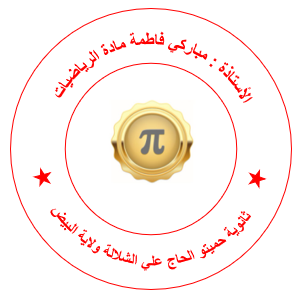 الأستاذة : مباركي فاطمة مادة الرياضيات
π
ثانوية حميتو الحاج علي الشلالة ولاية البيض